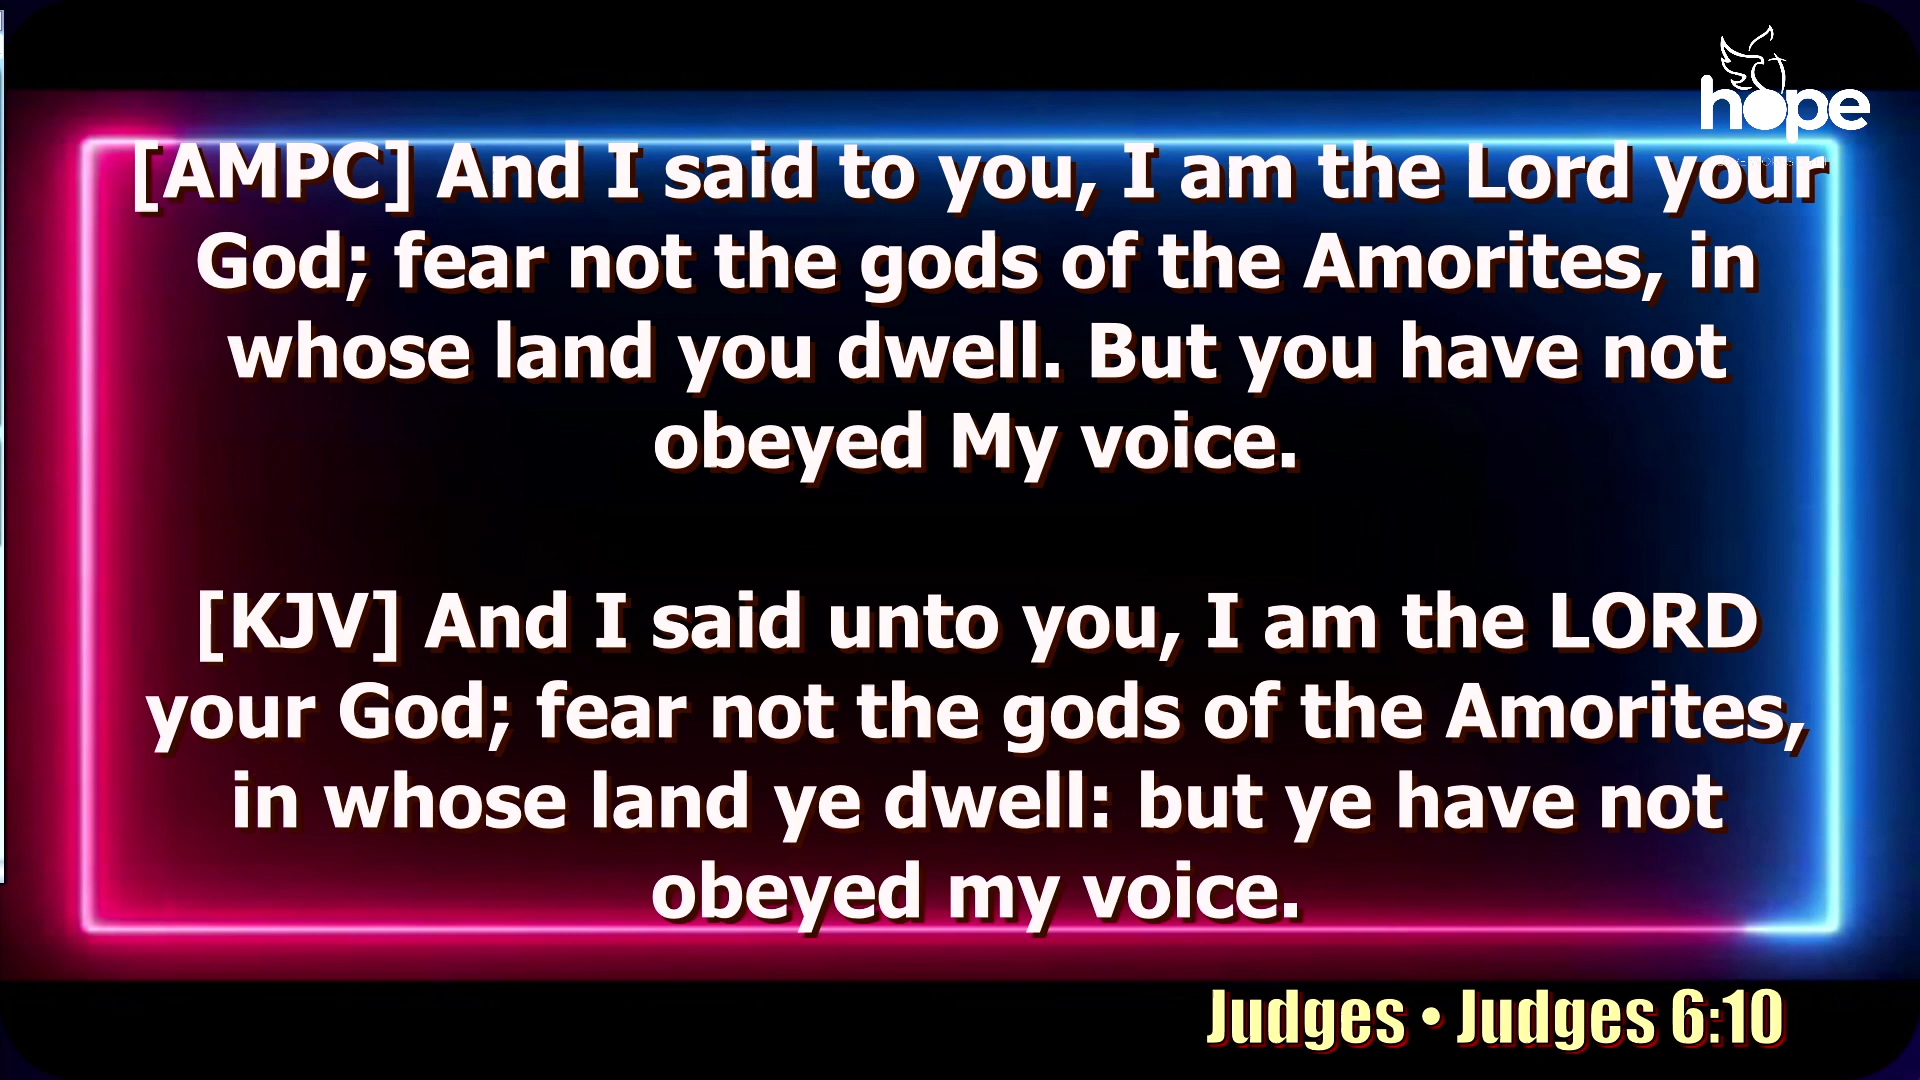 hope
[AMPC] And I said to you, I am the Lord your
God; fear not the gods of the Amorites, in
whose land you dwell. But you have not
obeyed My voice.
[KJV] And I said unto you, I am the LORD
your God; fear not the gods of the Amorites,
in whose land ye dwell: but ye have not
obeyed my voice.
Judges • Judges 6:10